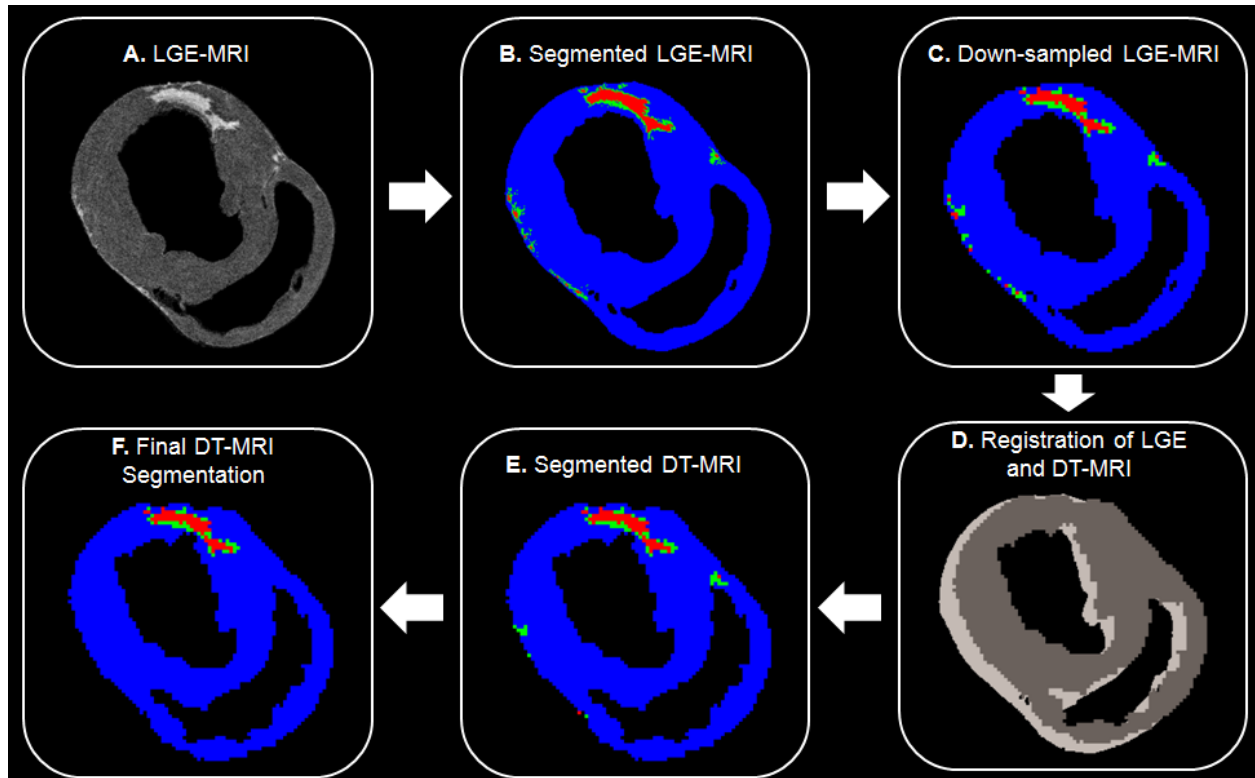 A. LGE-MRI
B. Segmented LGE-MRI
C. Down-sampled LGE-MRI
D. Registration of LGE
and DT-MRI
E. Segmented DT-MRI
F. Final DT-MRI
Segmentation